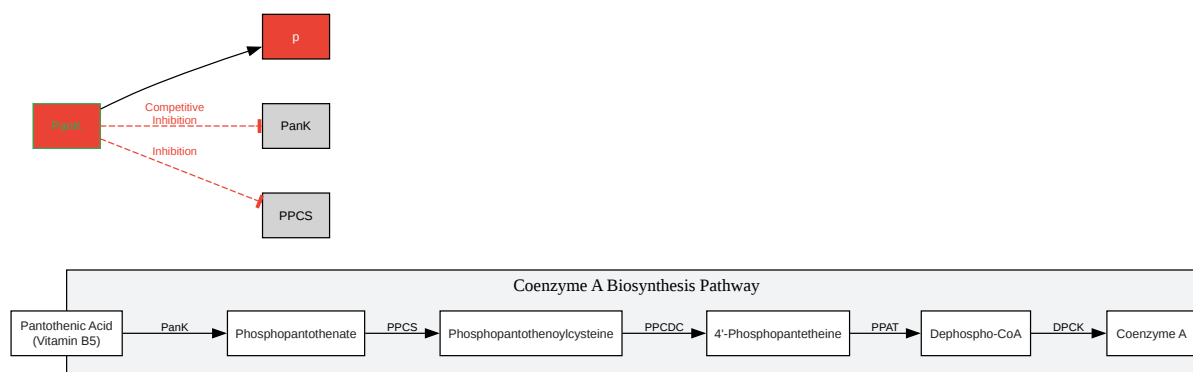 p
PanK
Competitive
Inhibition
PanK
Inhibition
PPCS
Coenzyme A Biosynthesis Pathway
Pantothenic Acid
(Vitamin B5)
PanK
Phosphopantothenate
PPCS
Phosphopantothenoylcysteine
PPCDC
4'-Phosphopantetheine
PPAT
Dephospho-CoA
DPCK
Coenzyme A